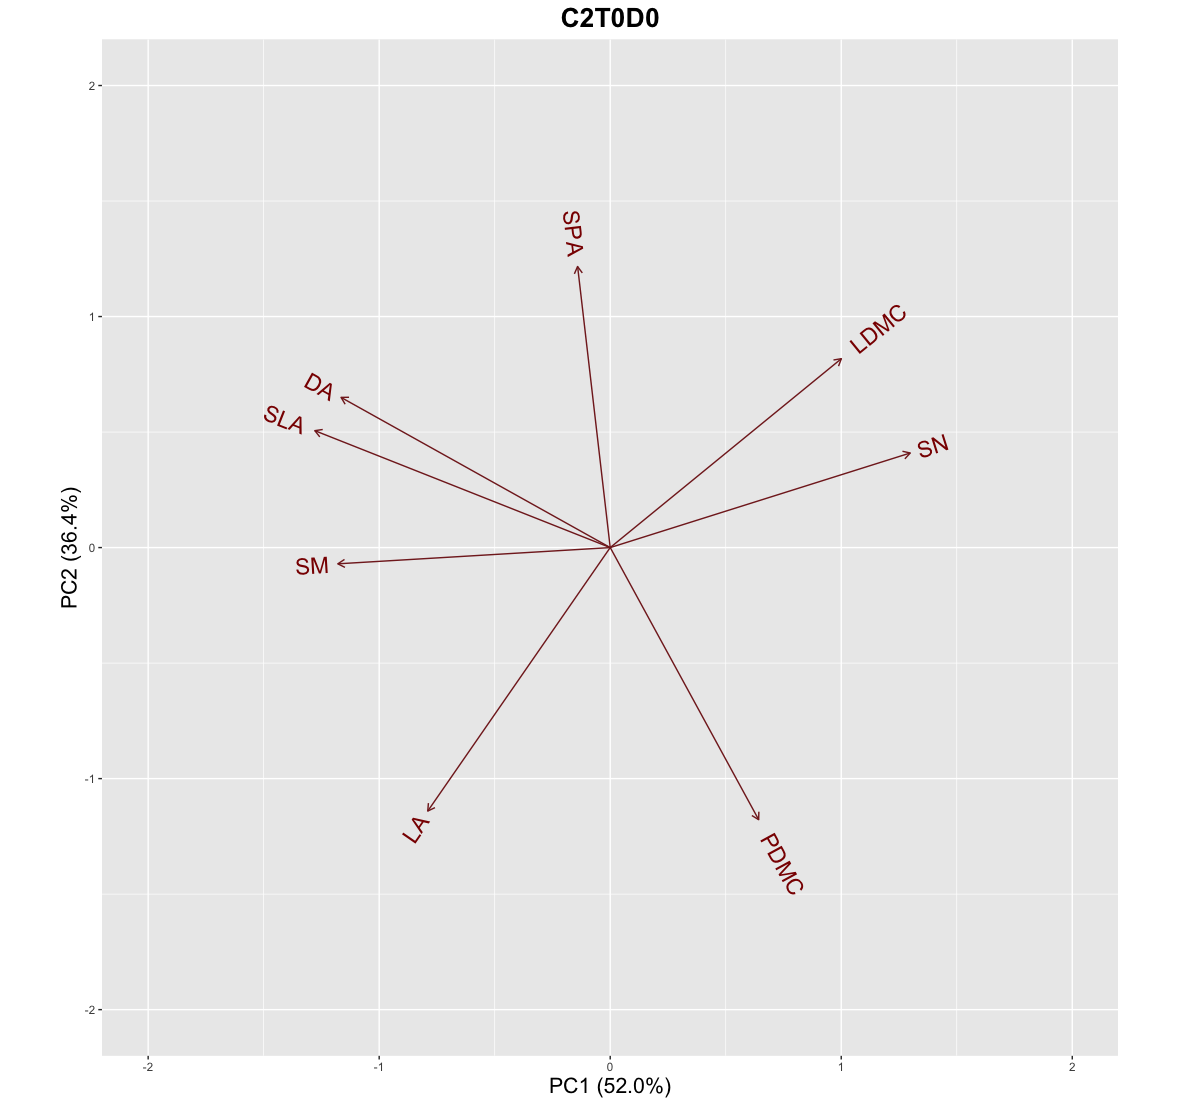 C2T0D0
2
1
0
-1
-2
PC2 (36.4%)
SPA
LDMC
DA
SLA
SN
SM
LA
PDMC
-2
-1
0
1
2
PC1 (52.0%)